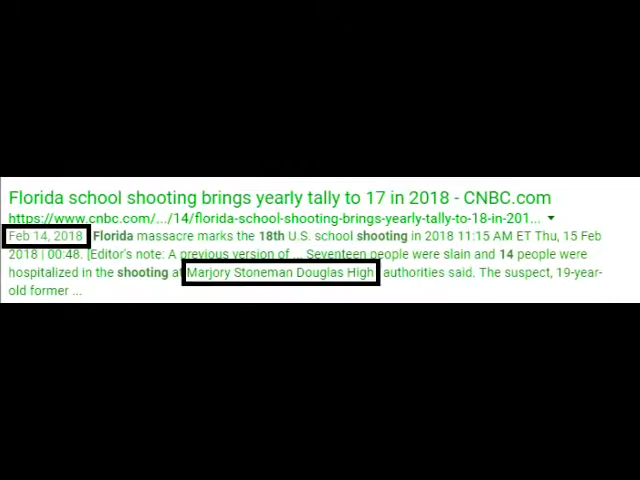 Florida school shooting brings yearly tally to 17 in 2018 - CNBC.com
https://www.cnbc.com/.../14/florida-school-shooting-brings-yearly-tally-to-18-in-201...
Feb 14, 2018 Florida massacre marks the 18th U.S. school shooting in 2018 11:15 AM ET Thu, 15 Feb
2018 | 00:48. [Editor's note: A previous version of ... Seventeen people were slain and 14 people were
hospitalized in the shooting at Marjory Stoneman Douglas High authorities said. The suspect, 19-year-
old former ...